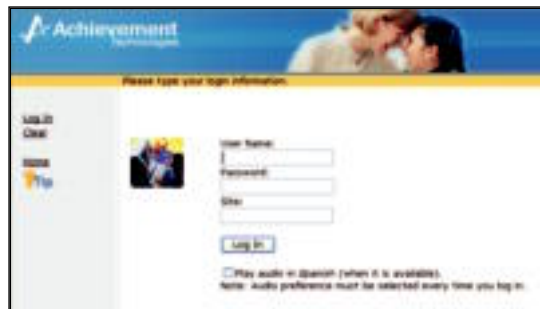 Achievement
Technologies
Please type your login information.
Log In
Clear
Home
Tip
User Name:
Password:
Site:
Log In
Play audio in Spanish (when it is available).
Note: Audio preference must be selected every time you log in.